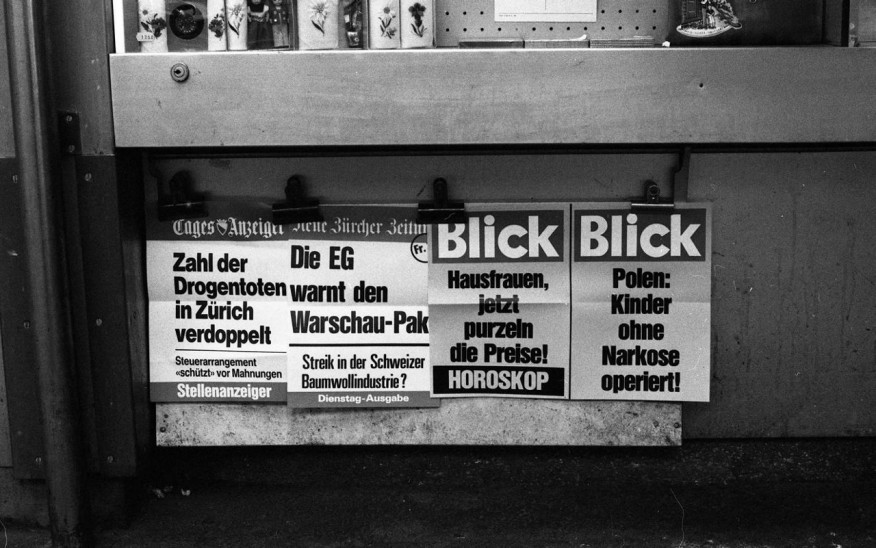 Tages Anzeiger
Zahl der
Drogentoten
in Zürich
verdoppelt
Steuerarrangement
«schützt» vor Mahnungen
Stellenanzeiger
Neue Zürcher Zeitu
Fr.
Die EG
warnt den
Warschau-Pak
Streik in der Schweizer
Baumwollindustrie?
Dienstag-Ausgabe
Blick
Hausfrauen,
jetzt
purzeln
die Preise!
HOROSKOP
Blick
Polen:
Kinder
ohne
Narkose
operiert!